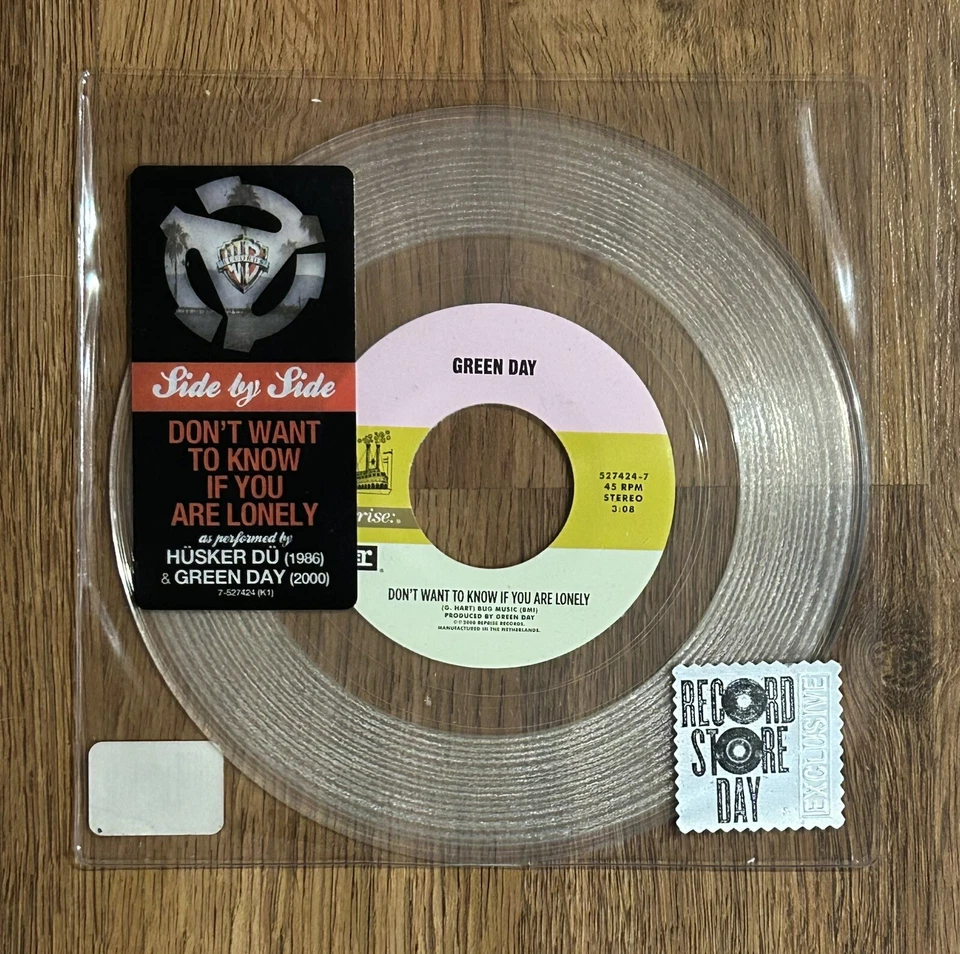 WB
RECORDS
Side by Side
DON'T WANT
TO KNOW
IF YOU
ARE LONELY
as performed by
HÜSKER DÜ (1986)
& GREEN DAY (2000)
7-527424 (K1)
GREEN DAY
527424-7
45 RPM
STEREO
3:08
rise:
DON'T WANT TO KNOW IF YOU ARE LONELY
(G. HART) BUG MUSIC (BMI)
PRODUCED BY GREEN DAY
©℗2000 REPRISE RECORDS.
MANUFACTURED IN THE NETHERLANDS.
RECORD
STORE
DAY
EXCLUSIVE